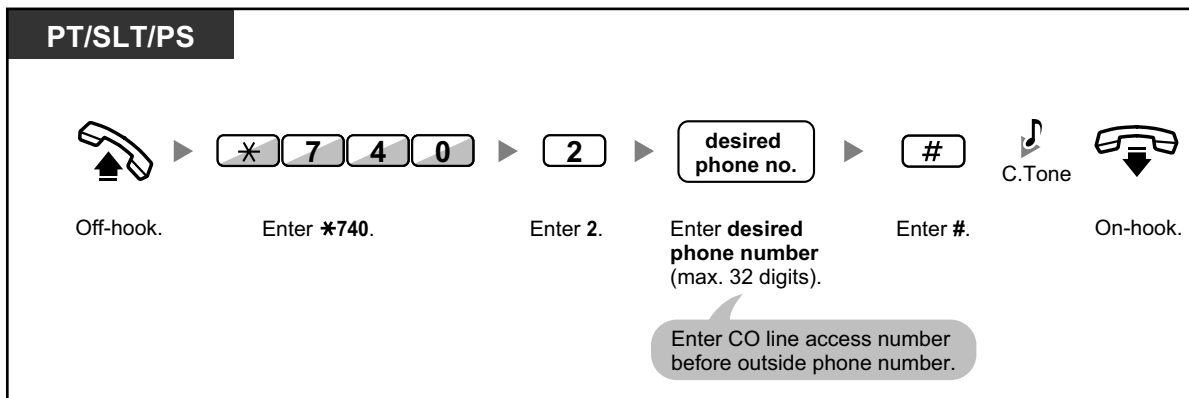 PT/SLT/PS
* 7 4 0
2
desired
phone no.
#
C.Tone
Off-hook.
Enter *740.
Enter 2.
Enter desired
phone number
(max. 32 digits).
Enter #.
On-hook.
Enter CO line access number
before outside phone number.